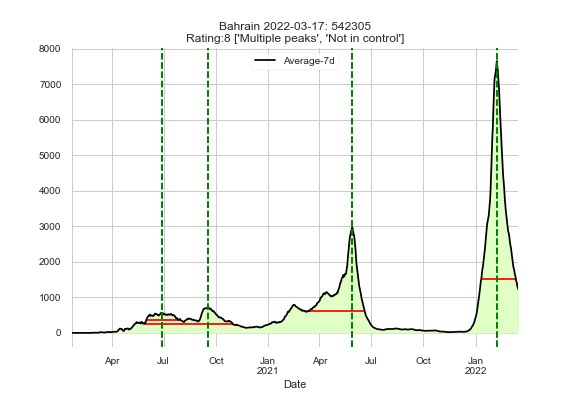 Bahrain 2022-03-17: 542305
Rating:8 ['Multiple peaks', 'Not in control']
Average-7d
8000
7000
6000
5000
4000
3000
2000
1000
0
Apr Jul Oct Jan Apr Jul Oct Jan
2021 2022
Date